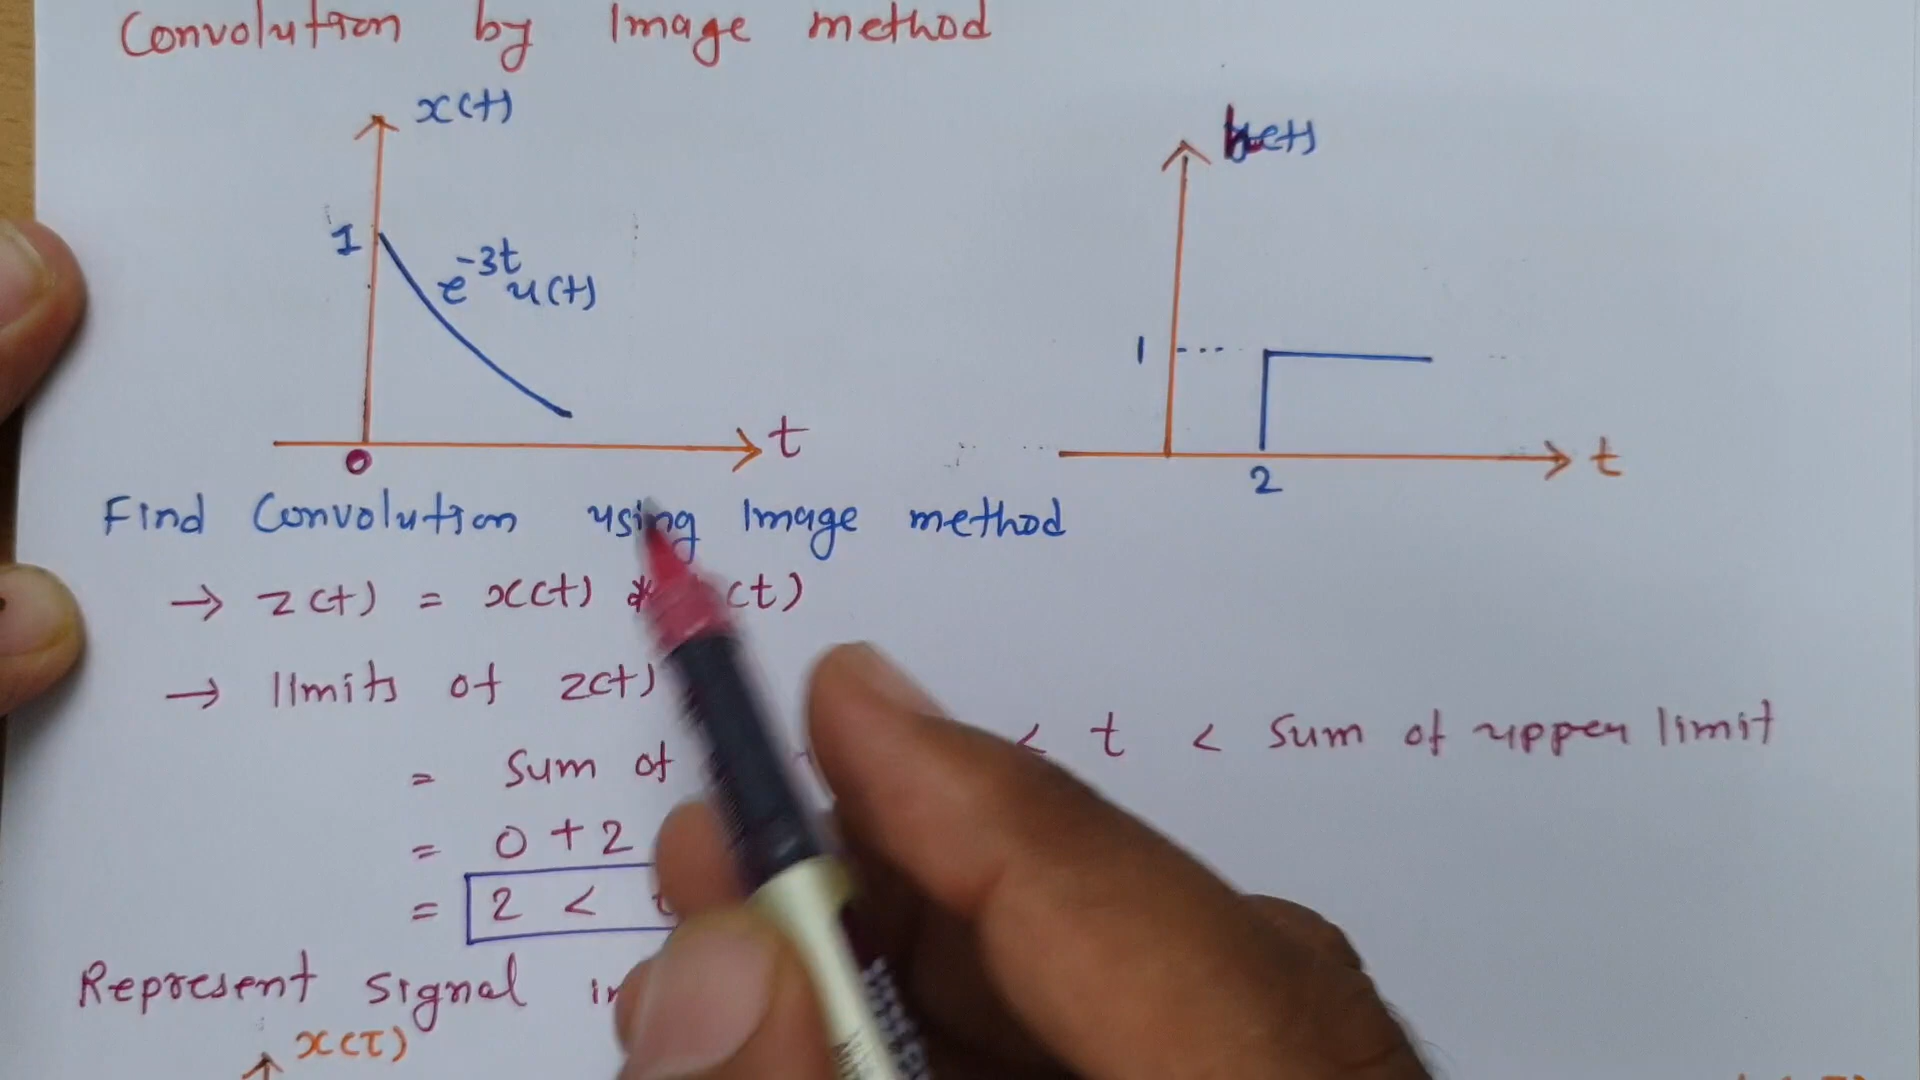 Convolution by Image method
x(t)
h(t)
1
e^-3t u(t)
1
t
t
0
2
Find Convolution using Image method
→ z(t) = x(t) * (t)
→ limits of z(t)
= Sum of < t < Sum of upper limit
= 0 + 2
= 2 <
Represent signal in
x(τ)